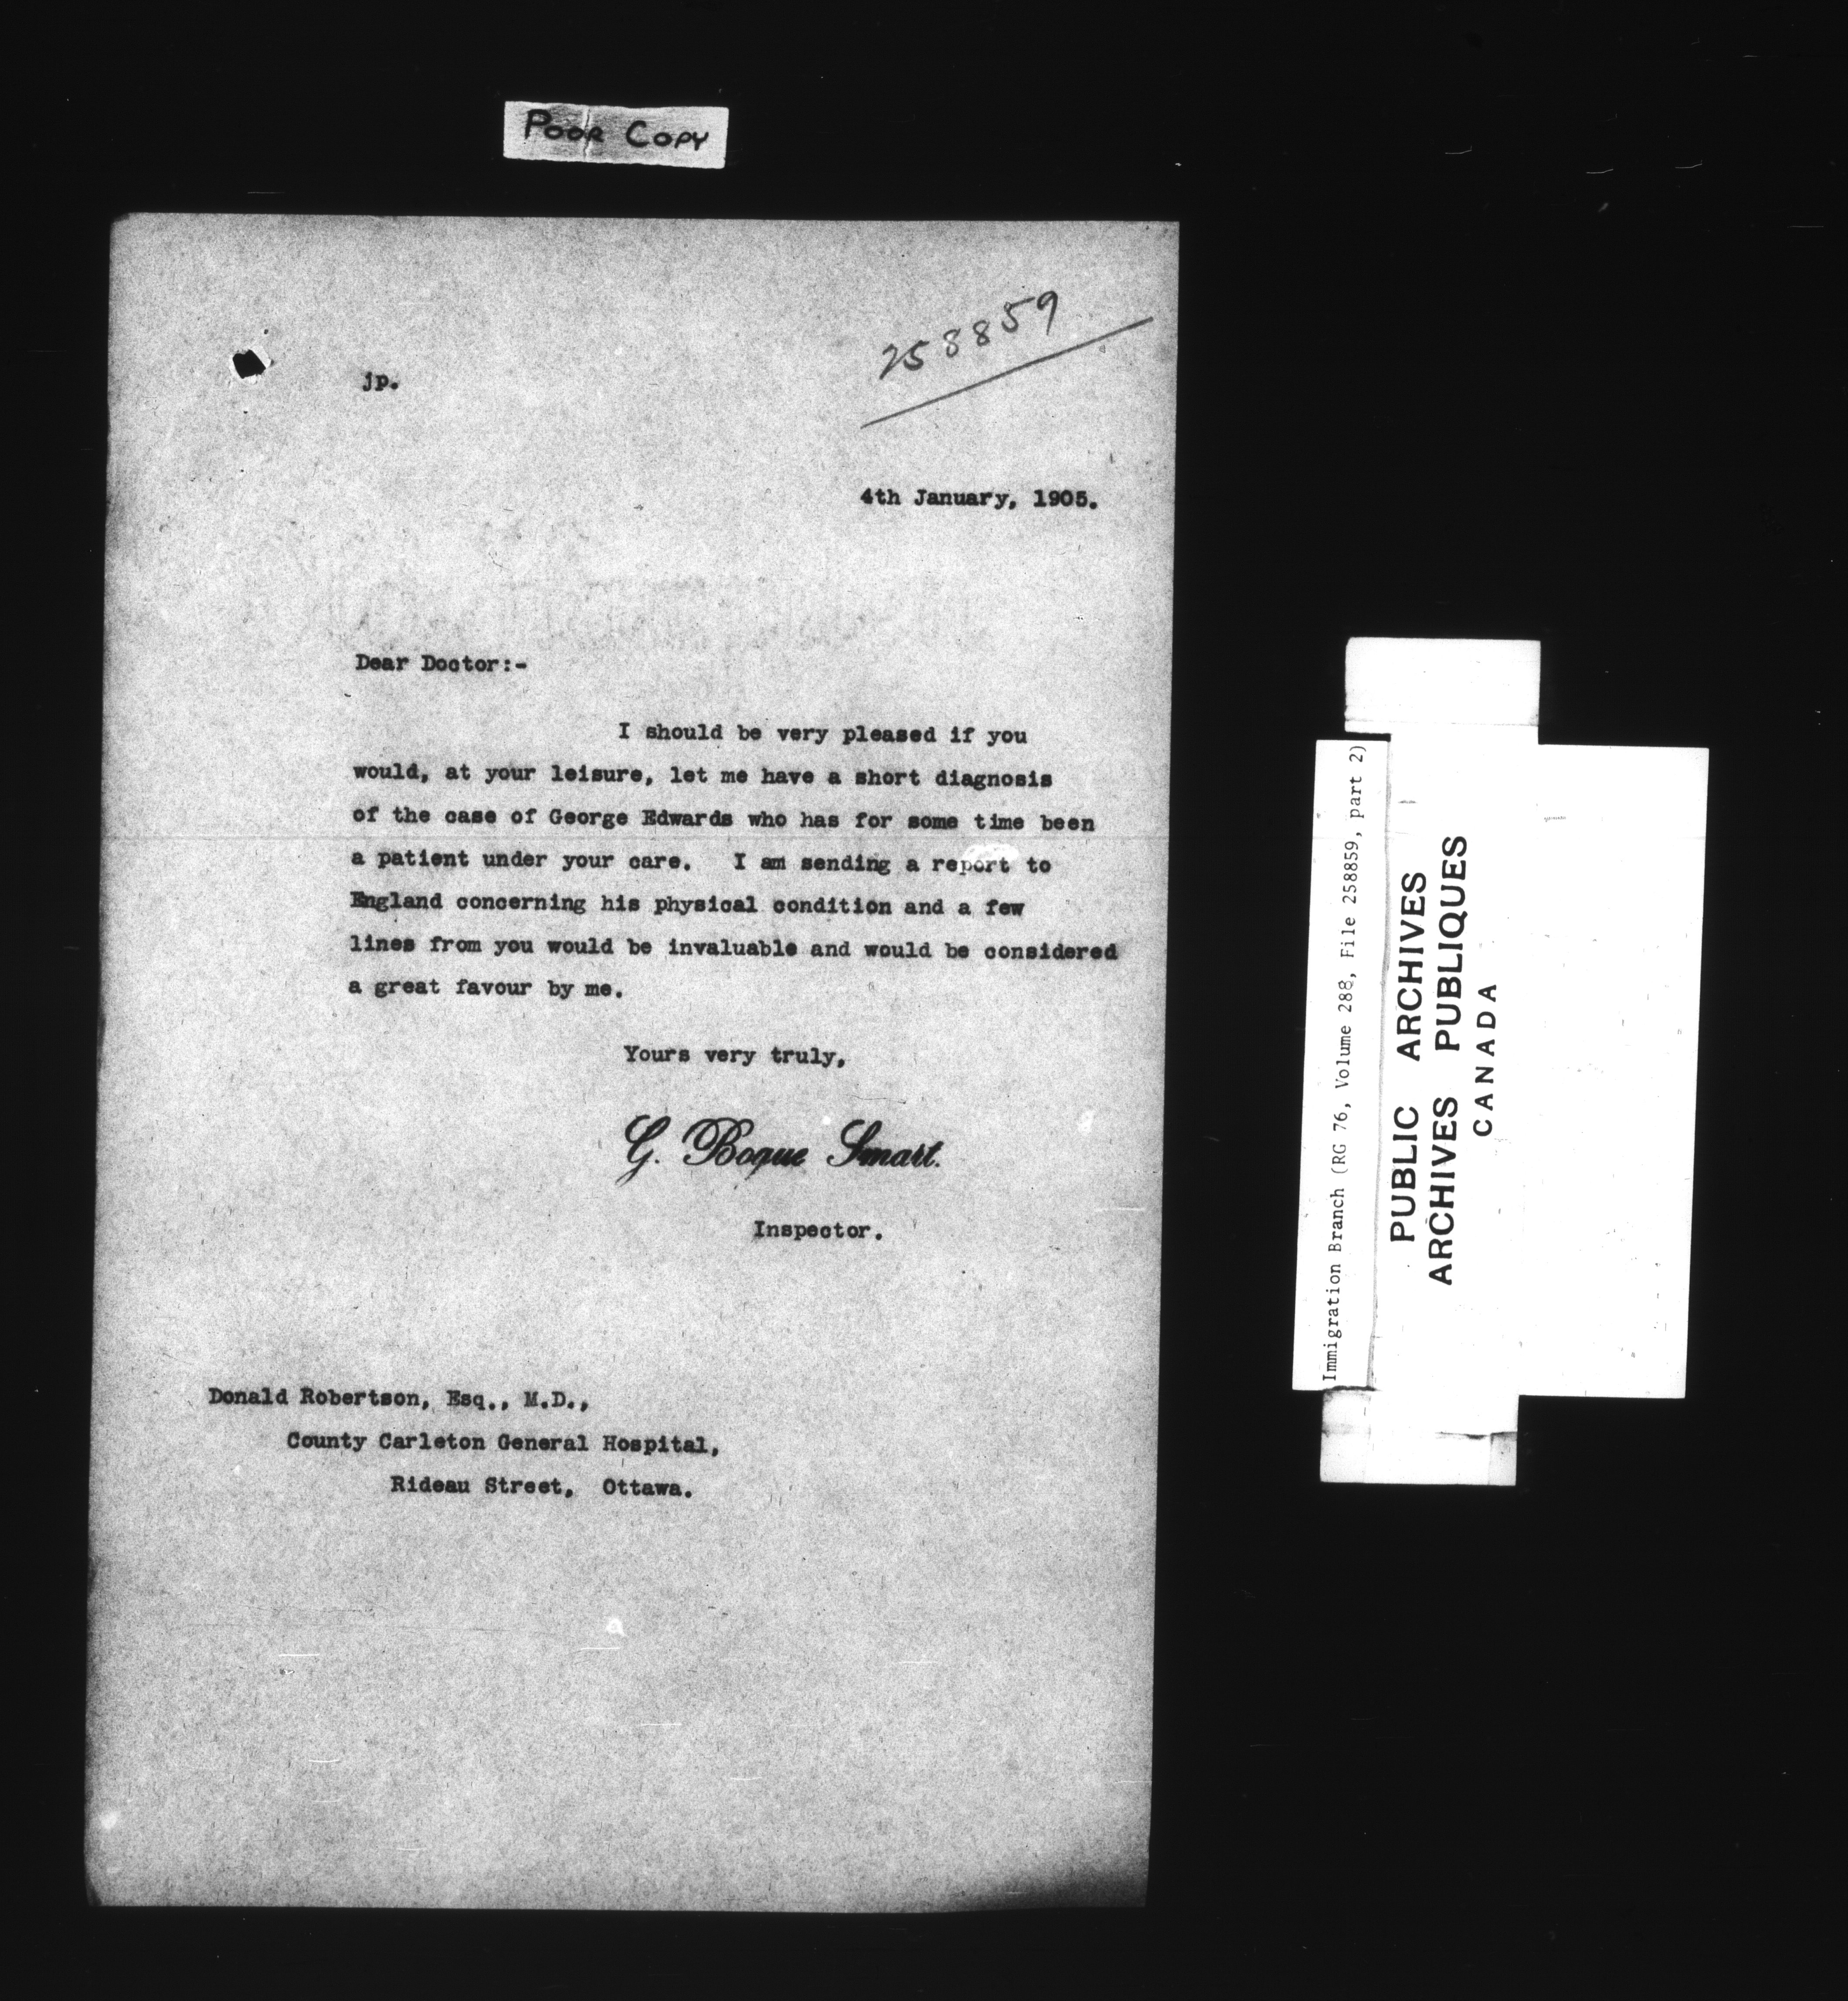 POOR COPY
258859
jp.
4th January, 1905.
Dear Doctor:-
I should be very pleased if you
would, at your leisure, let me have a short diagnosis
of the case of George Edwards who has for some time been
a patient under your care. I am sending a report to
England concerning his physical condition and a few
lines from you would be invaluable and would be considered
a great favour by me.
Yours very truly,
G. Bogue Smart.
Inspector.
Donald Robertson, Esq., M.D.,
County Carleton General Hospital,
Rideau Street, Ottawa.
Immigration Branch (RG 76, Volume 288, File 258859, part 2)
PUBLIC ARCHIVES
ARCHIVES PUBLIQUES
CANADA